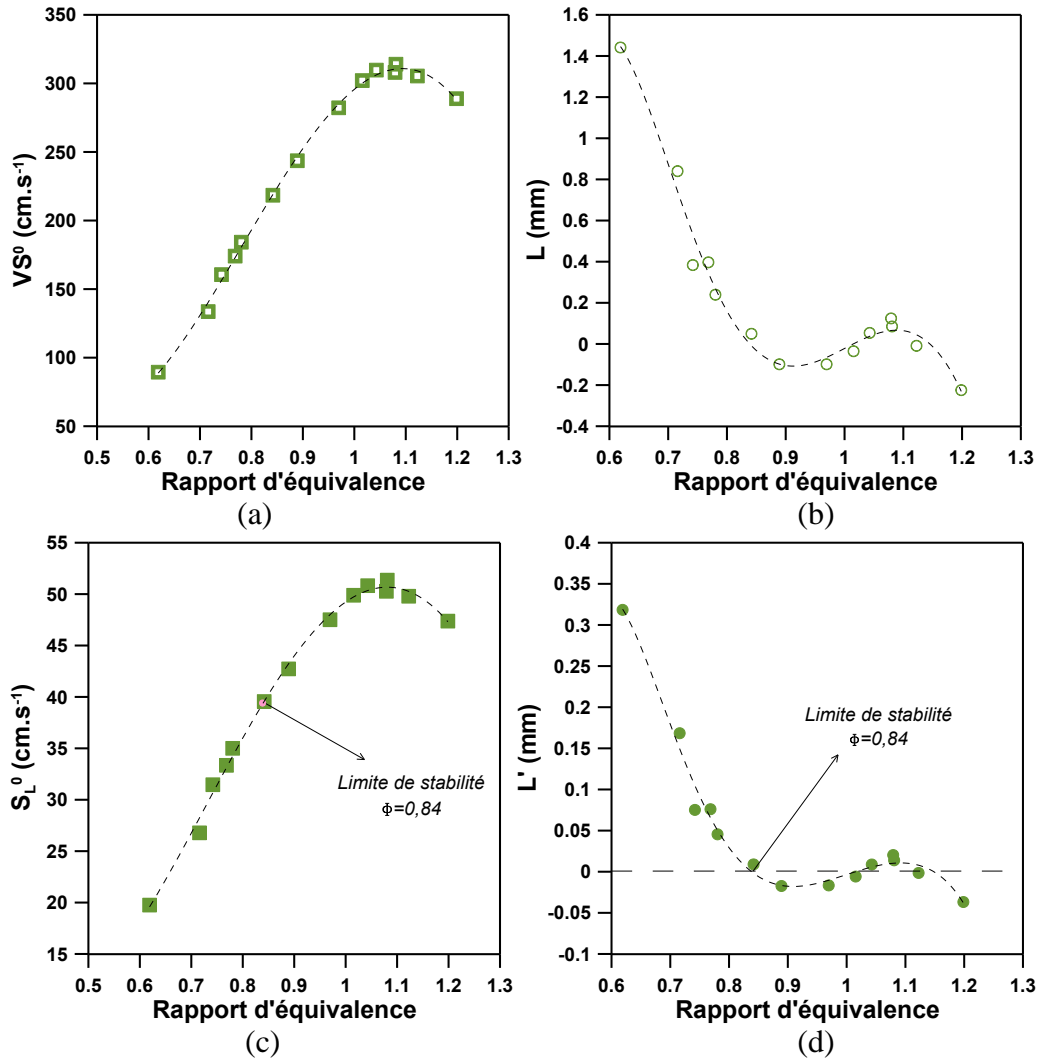 350
300
250
200
150
100
50
VS⁰ (cm.s⁻¹)
0.5 0.6 0.7 0.8 0.9 1 1.1 1.2 1.3
Rapport d'équivalence
(a)
1.6
1.4
1.2
1
0.8
0.6
0.4
0.2
0
-0.2
-0.4
L (mm)
0.6 0.7 0.8 0.9 1 1.1 1.2 1.3
Rapport d'équivalence
(b)
55
50
45
40
35
30
25
20
15
S_L⁰ (cm.s⁻¹)
Limite de stabilité
Φ=0,84
0.5 0.6 0.7 0.8 0.9 1 1.1 1.2 1.3
Rapport d'équivalence
(c)
0.4
0.35
0.3
0.25
0.2
0.15
0.1
0.05
0
-0.05
-0.1
L' (mm)
Limite de stabilité
Φ=0,84
0.6 0.7 0.8 0.9 1 1.1 1.2 1.3
Rapport d'équivalence
(d)